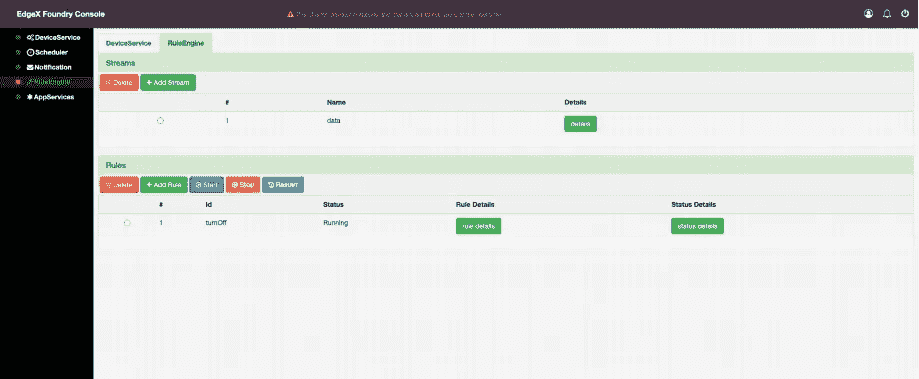 EdgeX Foundry Console
DeviceService
Scheduler
Notification
RuleEngine
AppServices
DeviceService RuleEngine
Streams
Delete + Add Stream
# Name Details
1 data details
Rules
Delete + Add Rule Start Stop Restart
# Id Status Rule Details Status Details
1 turnOff Running rule details status details